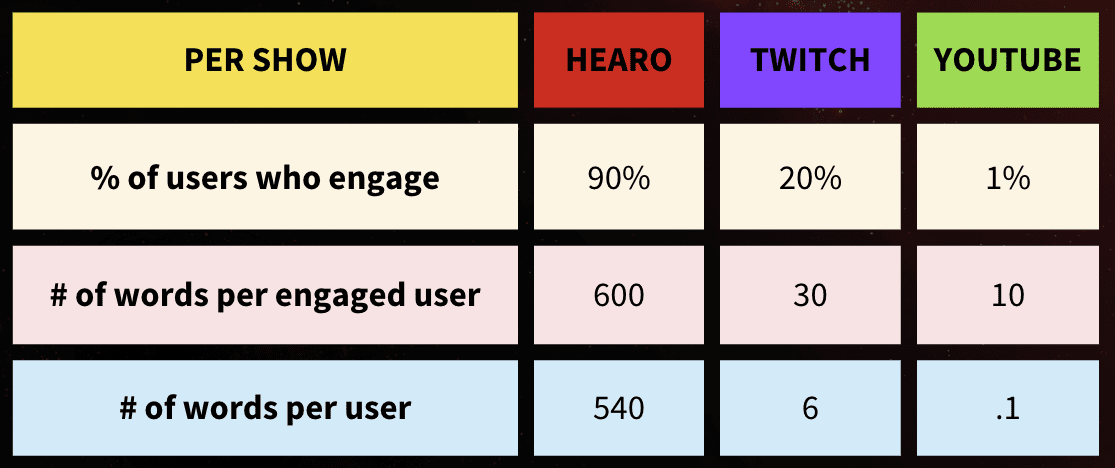 PER SHOW HEARO TWITCH YOUTUBE
% of users who engage 90% 20% 1%
# of words per engaged user 600 30 10
# of words per user 540 6 .1